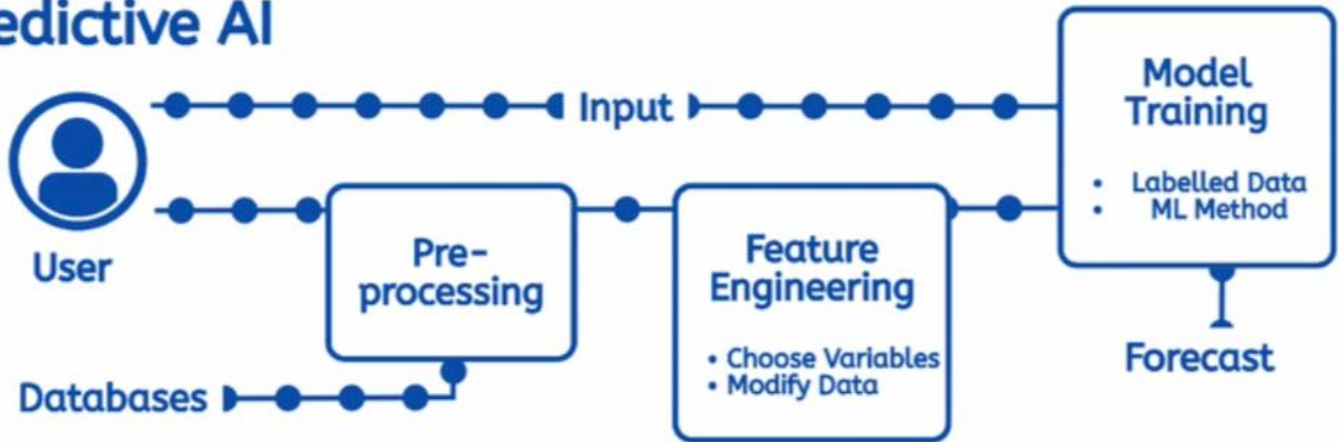 edictive AI
Input
Model
Training
• Labelled Data
• ML Method
User
Pre-
processing
Feature
Engineering
• Choose Variables
• Modify Data
Forecast
Databases